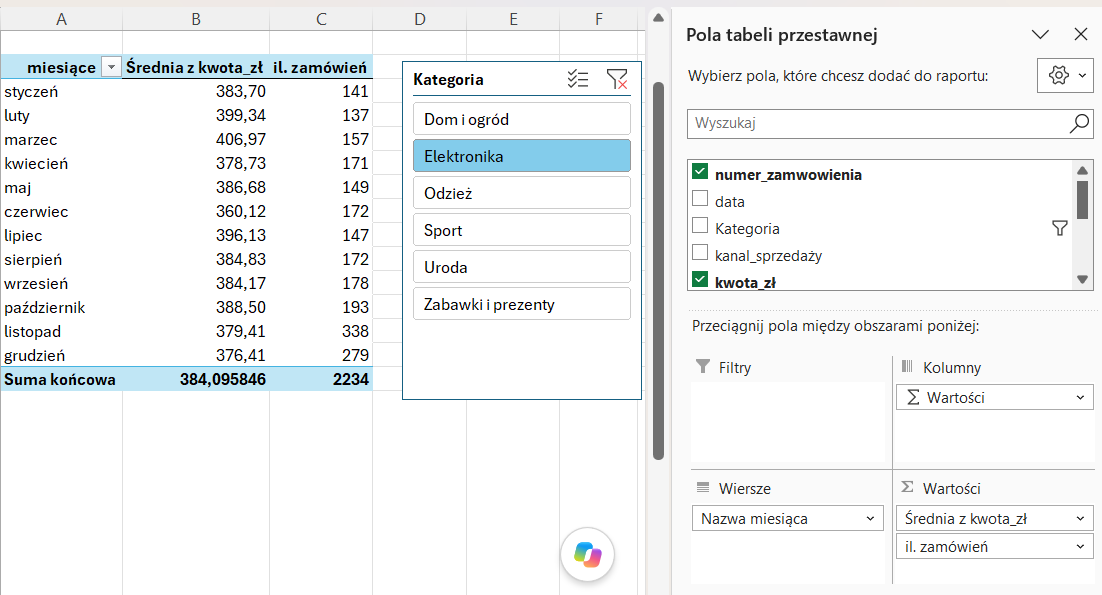 A B C D E F
miesiące Średnia z kwota_zł il. zamówień
styczeń 383,70 141
luty 399,34 137
marzec 406,97 157
kwiecień 378,73 171
maj 386,68 149
czerwiec 360,12 172
lipiec 396,13 147
sierpień 384,83 172
wrzesień 384,17 178
październik 388,50 193
listopad 379,41 338
grudzień 376,41 279
Suma końcowa 384,095846 2234
Kategoria
Dom i ogród
Elektronika
Odzież
Sport
Uroda
Zabawki i prezenty
Pola tabeli przestawnej
Wybierz pola, które chcesz dodać do raportu:
Wyszukaj
numer_zamwowienia
data
Kategoria
kanal_sprzedaży
kwota_zł
Przeciągnij pola między obszarami poniżej:
Filtry
Kolumny
Σ Wartości
Wiersze
Nazwa miesiąca
Σ Wartości
Średnia z kwota_zł
il. zamówień